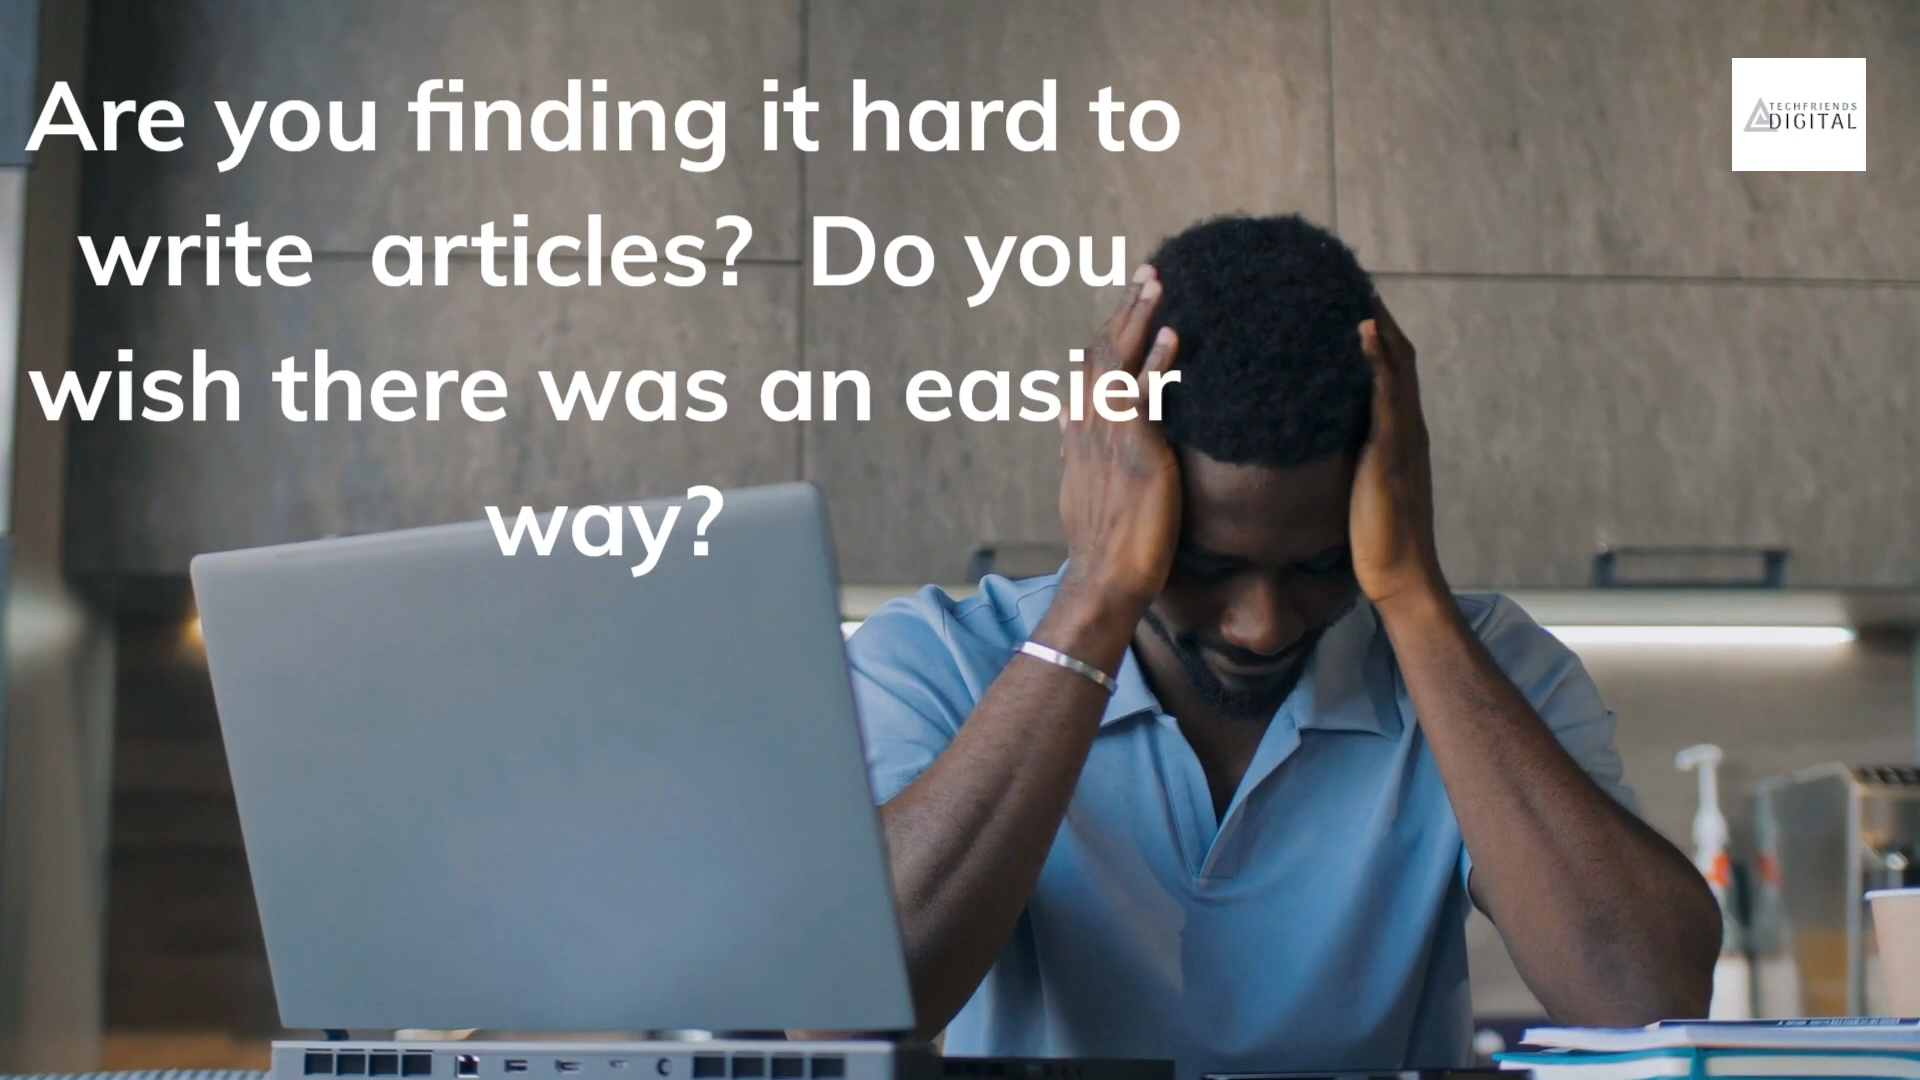 Are you finding it hard to
write  articles?  Do you
wish there was an easier
way?
TECHFRIENDS
DIGITAL